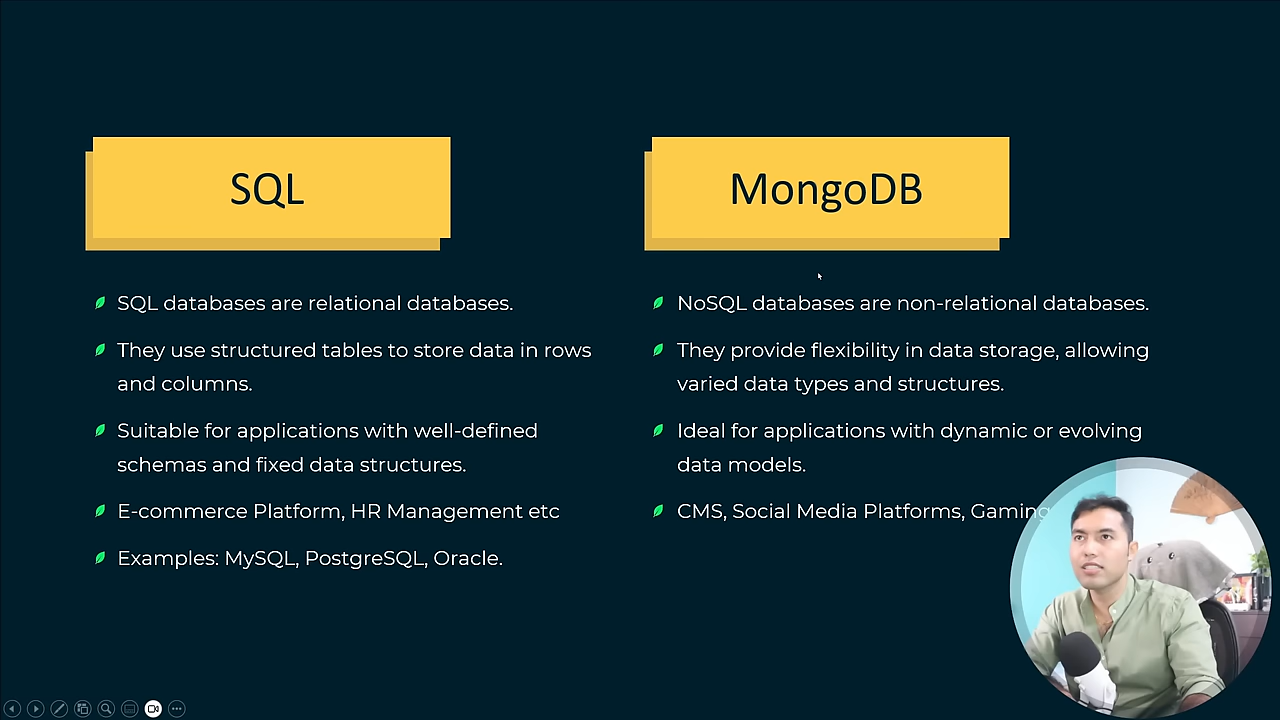 SQL
SQL databases are relational databases.
They use structured tables to store data in rows
and columns.
Suitable for applications with well-defined
schemas and fixed data structures.
E-commerce Platform, HR Management etc
Examples: MySQL, PostgreSQL, Oracle.
MongoDB
NoSQL databases are non-relational databases.
They provide flexibility in data storage, allowing
varied data types and structures.
Ideal for applications with dynamic or evolving
data models.
CMS, Social Media Platforms, Gaming